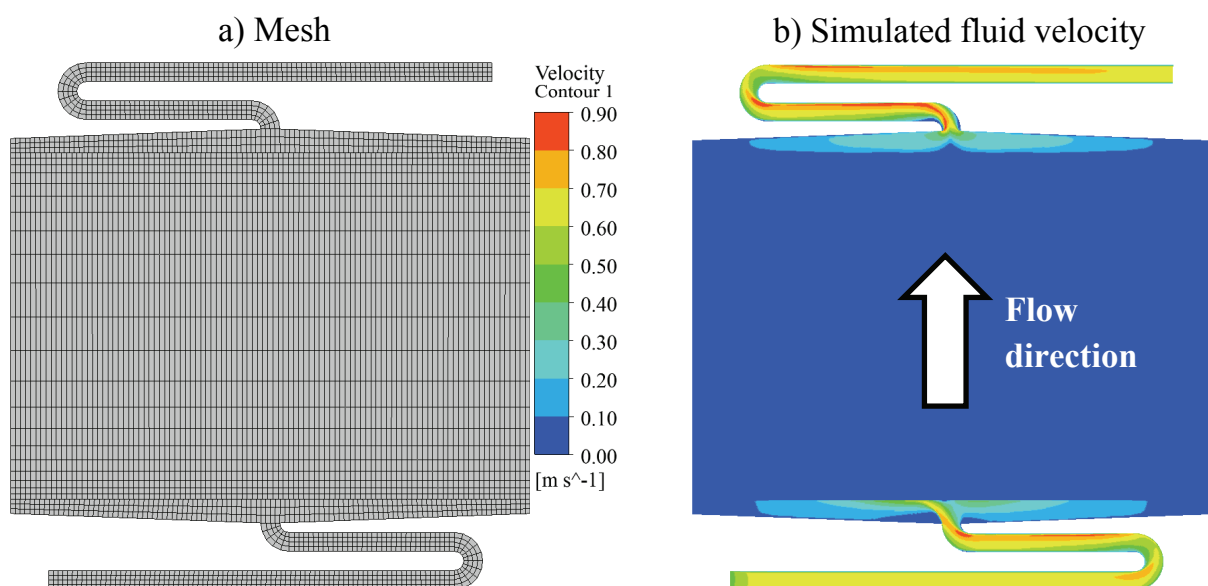 a) Mesh
b) Simulated fluid velocity
Velocity
Contour 1
0.90
0.80
0.70
0.60
0.50
0.40
0.30
0.20
0.10
0.00
[m s^-1]
Flow
direction